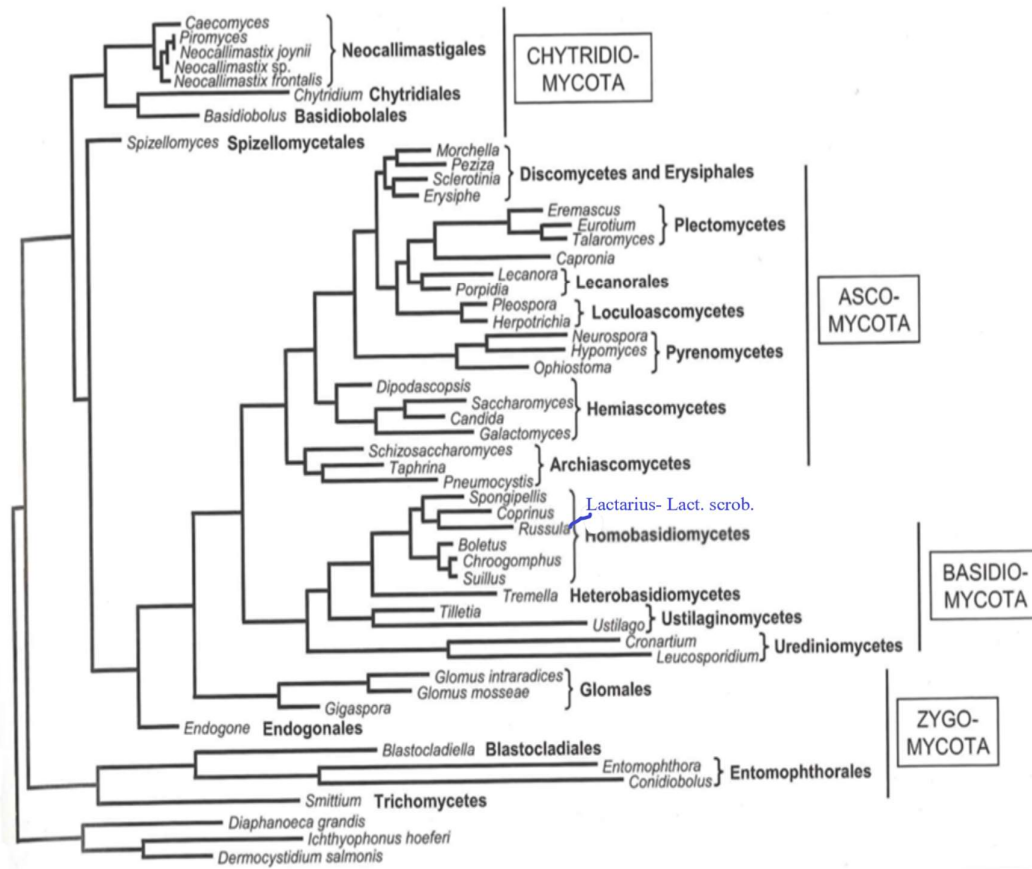 Caecomyces
Piromyces
Neocallimastix joynii
Neocallimastix sp.
Neocallimastix frontalis
Neocallimastigales
CHYTRIDIO-
MYCOTA
Chytridium Chytridiales
Basidiobolus Basidiobolales
Spizellomyces Spizellomycetales
Morchella
Peziza
Sclerotinia
Erysiphe
Discomycetes and Erysiphales
Eremascus
Eurotium
Talaromyces
Plectomycetes
Capronia
Lecanora
Porpidia
Lecanorales
Pleospora
Herpotrichia
Loculoascomycetes
ASCO-
MYCOTA
Neurospora
Hypomyces
Ophiostoma
Pyrenomycetes
Dipodascopsis
Saccharomyces
Candida
Galactomyces
Hemiascomycetes
Schizosaccharomyces
Taphrina
Pneumocystis
Archiascomycetes
Spongipellis
Coprinus
Russula
Lactarius- Lact. scrob.
Boletus
Chroogomphus
Suillus
Homobasidiomycetes
Tremella Heterobasidiomycetes
Tilletia
Ustilago
Ustilaginomycetes
Cronartium
Leucosporidium
Urediniomycetes
BASIDIO-
MYCOTA
Glomus intraradices
Glomus mosseae
Gigaspora
Glomales
Endogone Endogonales
ZYGO-
MYCOTA
Blastocladiella Blastocladiales
Entomophthora
Conidiobolus
Entomophthorales
Smittium Trichomycetes
Diaphanoeca grandis
Ichthyophonus hoeferi
Dermocystidium salmonis